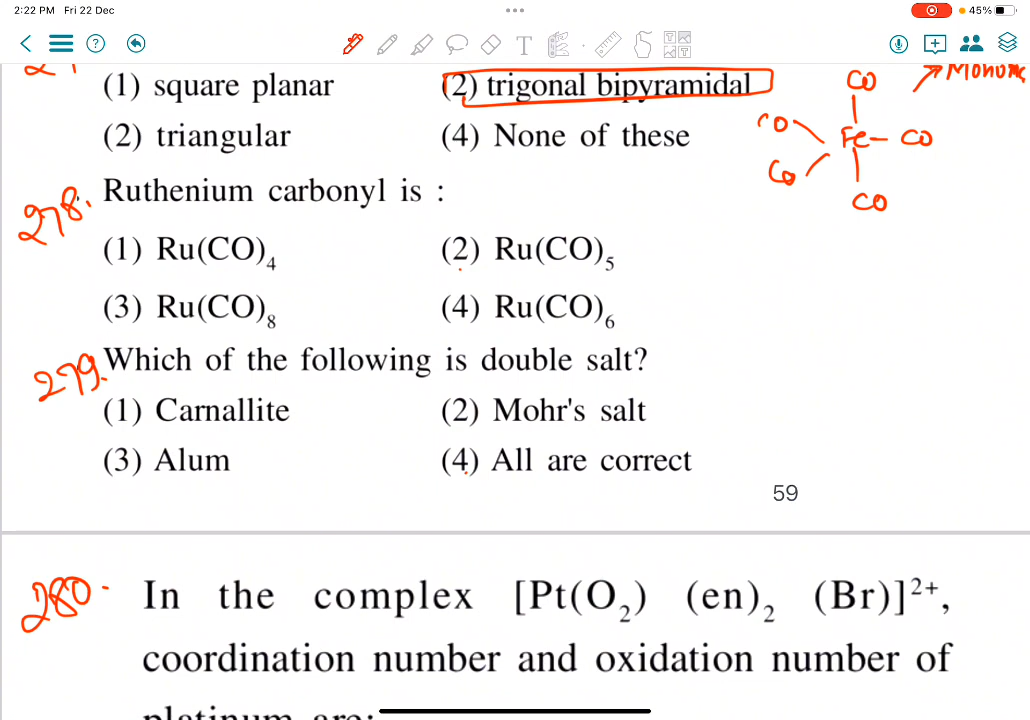 2:22 PM Fri 22 Dec
45%
T
(1) square planar (2) trigonal bipyramidal
(2) triangular (4) None of these
CO
CO Fe— CO
CO
CO
278. Ruthenium carbonyl is :
(1) Ru(CO)₄ (2) Ru(CO)₅
(3) Ru(CO)₈ (4) Ru(CO)₆
279. Which of the following is double salt?
(1) Carnallite (2) Mohr's salt
(3) Alum (4) All are correct
59
280. In the complex [Pt(O₂) (en)₂ (Br)]²⁺,
coordination number and oxidation number of
platinum are: